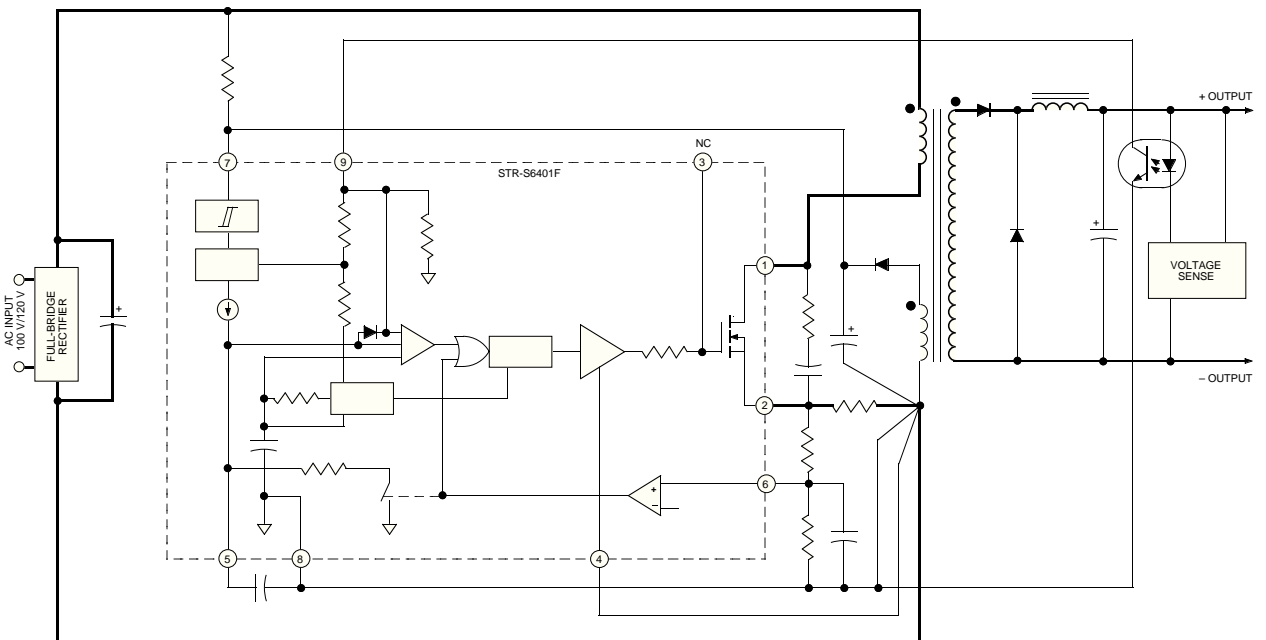 NC
+ OUTPUT
7
9
3
STR-S6401F
1
+
VOLTAGE
SENSE
AC INPUT
100 V/120 V
FULL-BRIDGE
RECTIFIER
+
+
– OUTPUT
2
+
–
6
5
8
4